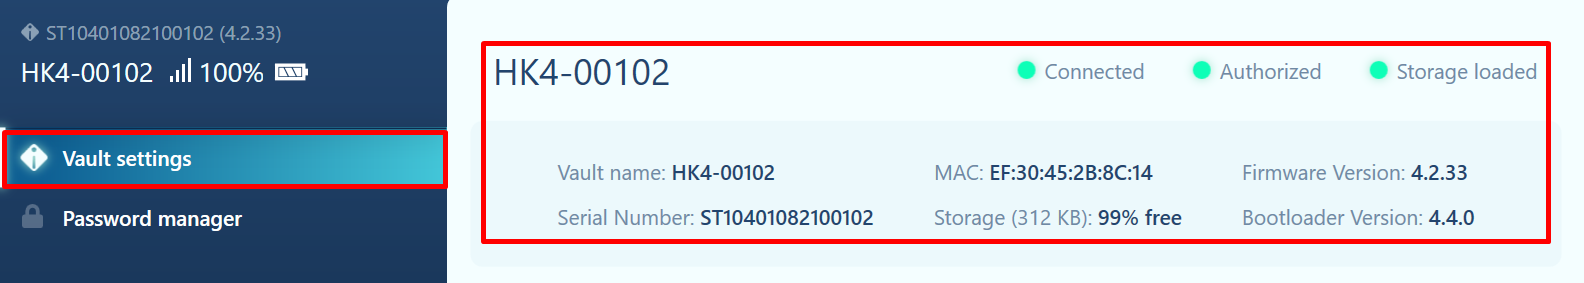 ST10401082100102 (4.2.33)
HK4-00102 100%
Vault settings
Password manager
HK4-00102 Connected Authorized Storage loaded
Vault name: HK4-00102 MAC: EF:30:45:2B:8C:14 Firmware Version: 4.2.33
Serial Number: ST10401082100102 Storage (312 KB): 99% free Bootloader Version: 4.4.0